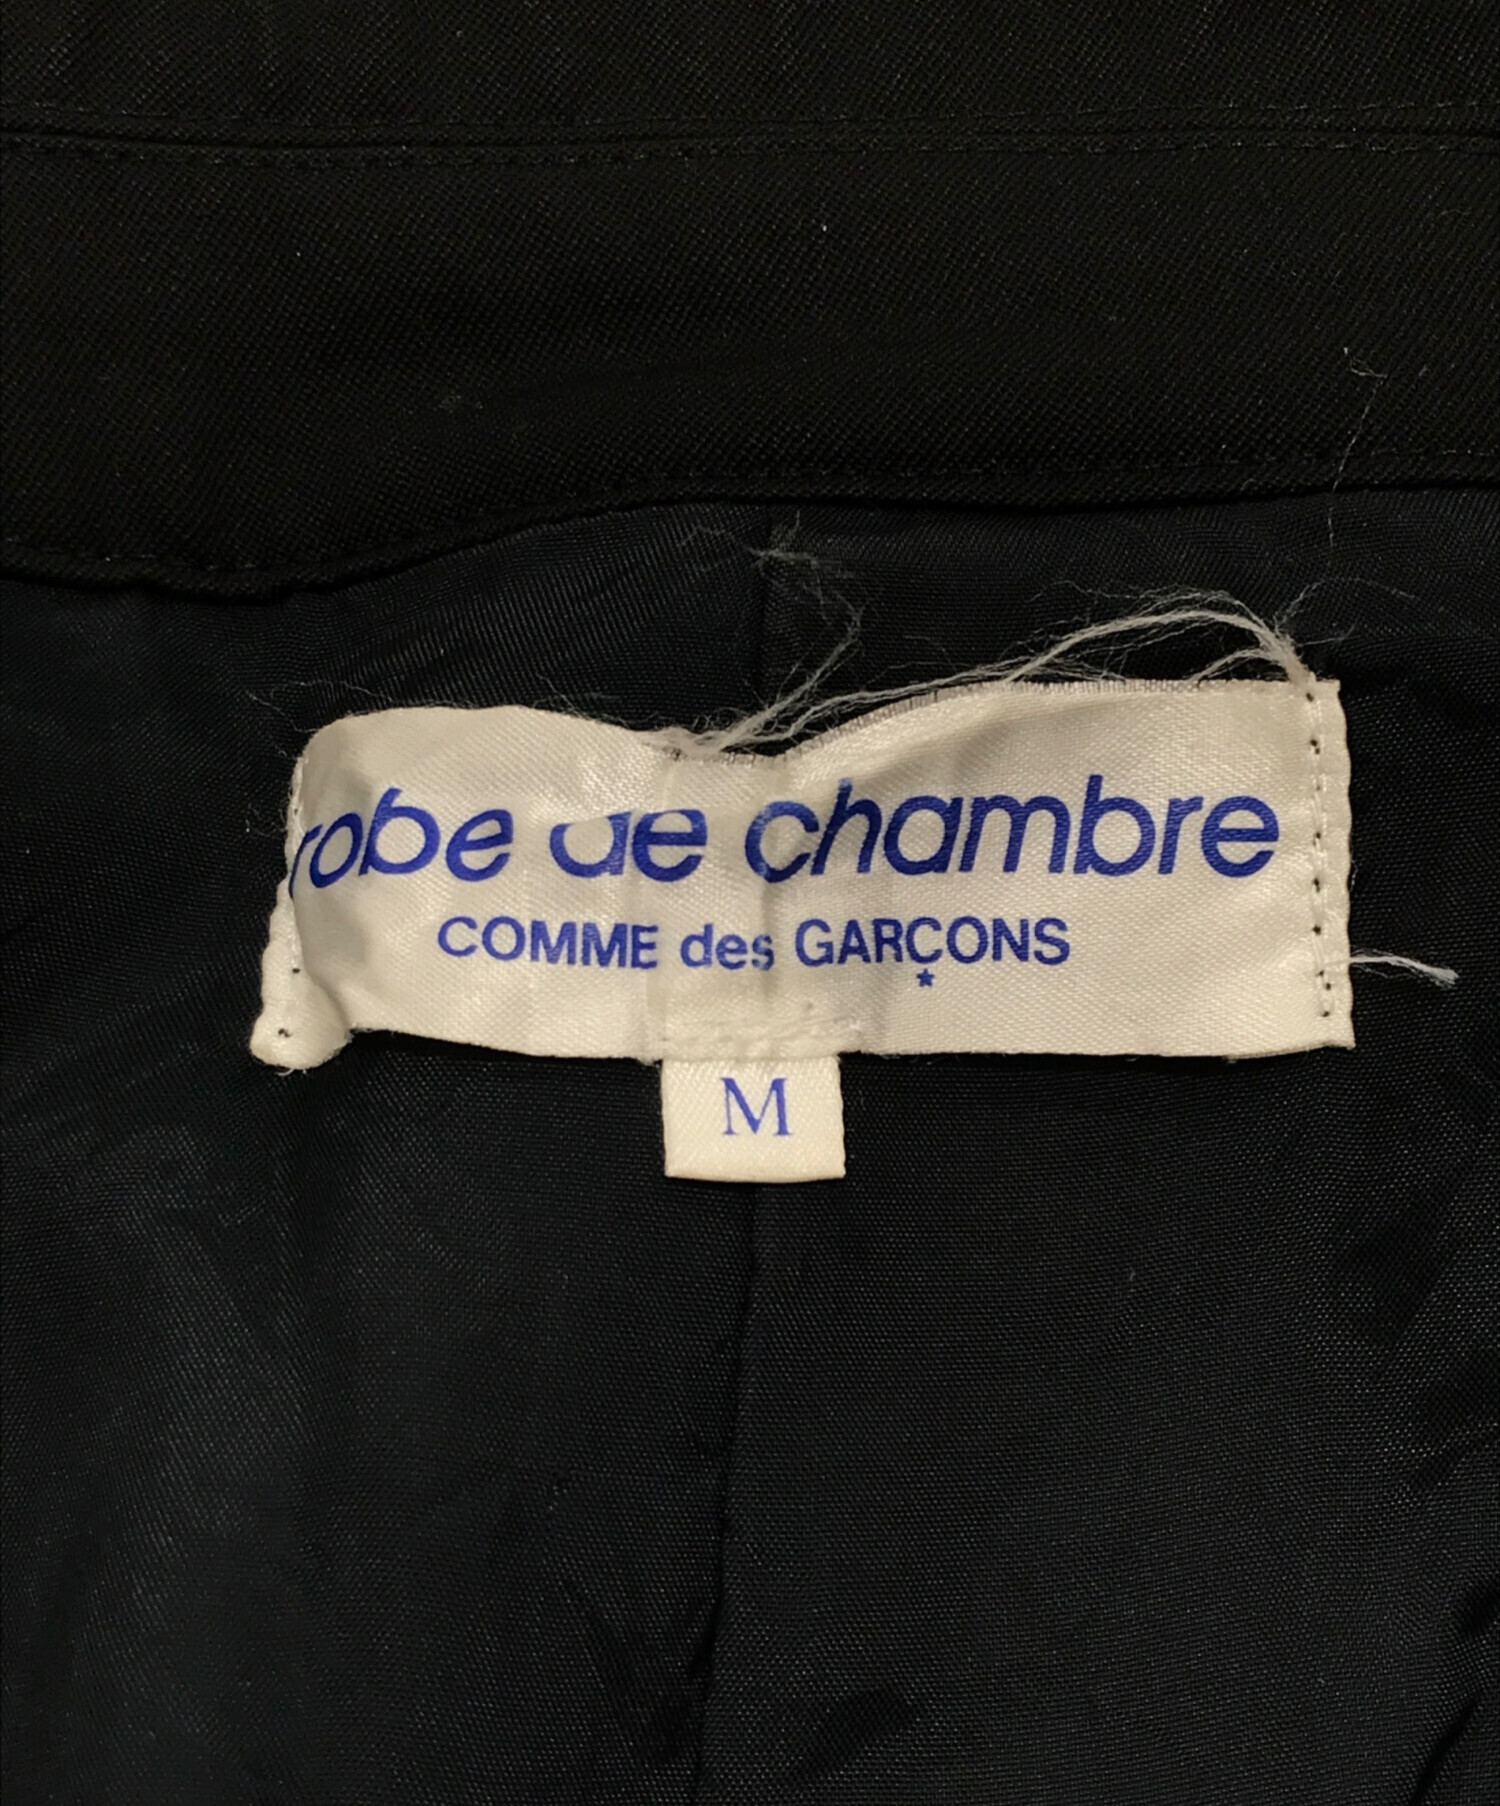 robe de chambre
COMME des GARÇONS
*
M